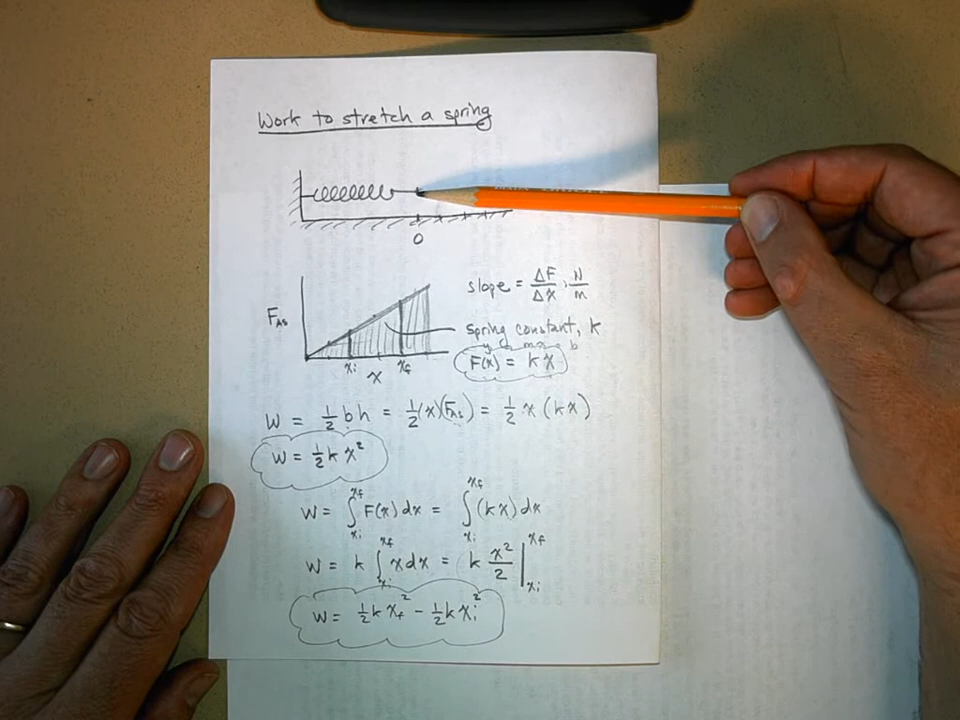 Work to stretch a spring
0
slope = ΔF/Δx , N/m
F_AS
spring constant, k
y = mx + b
F(x) = kx
x_i x x_f
W = 1/2 bh = 1/2 (x)(F_AS) = 1/2 x (kx)
W = 1/2 k x²
W = ∫_{x_i}^{x_f} F(x) dx = ∫_{x_i}^{x_f} (kx) dx
W = k ∫_{x_i}^{x_f} x dx = k x²/2 |_{x_i}^{x_f}
W = 1/2 k x_f² - 1/2 k x_i²